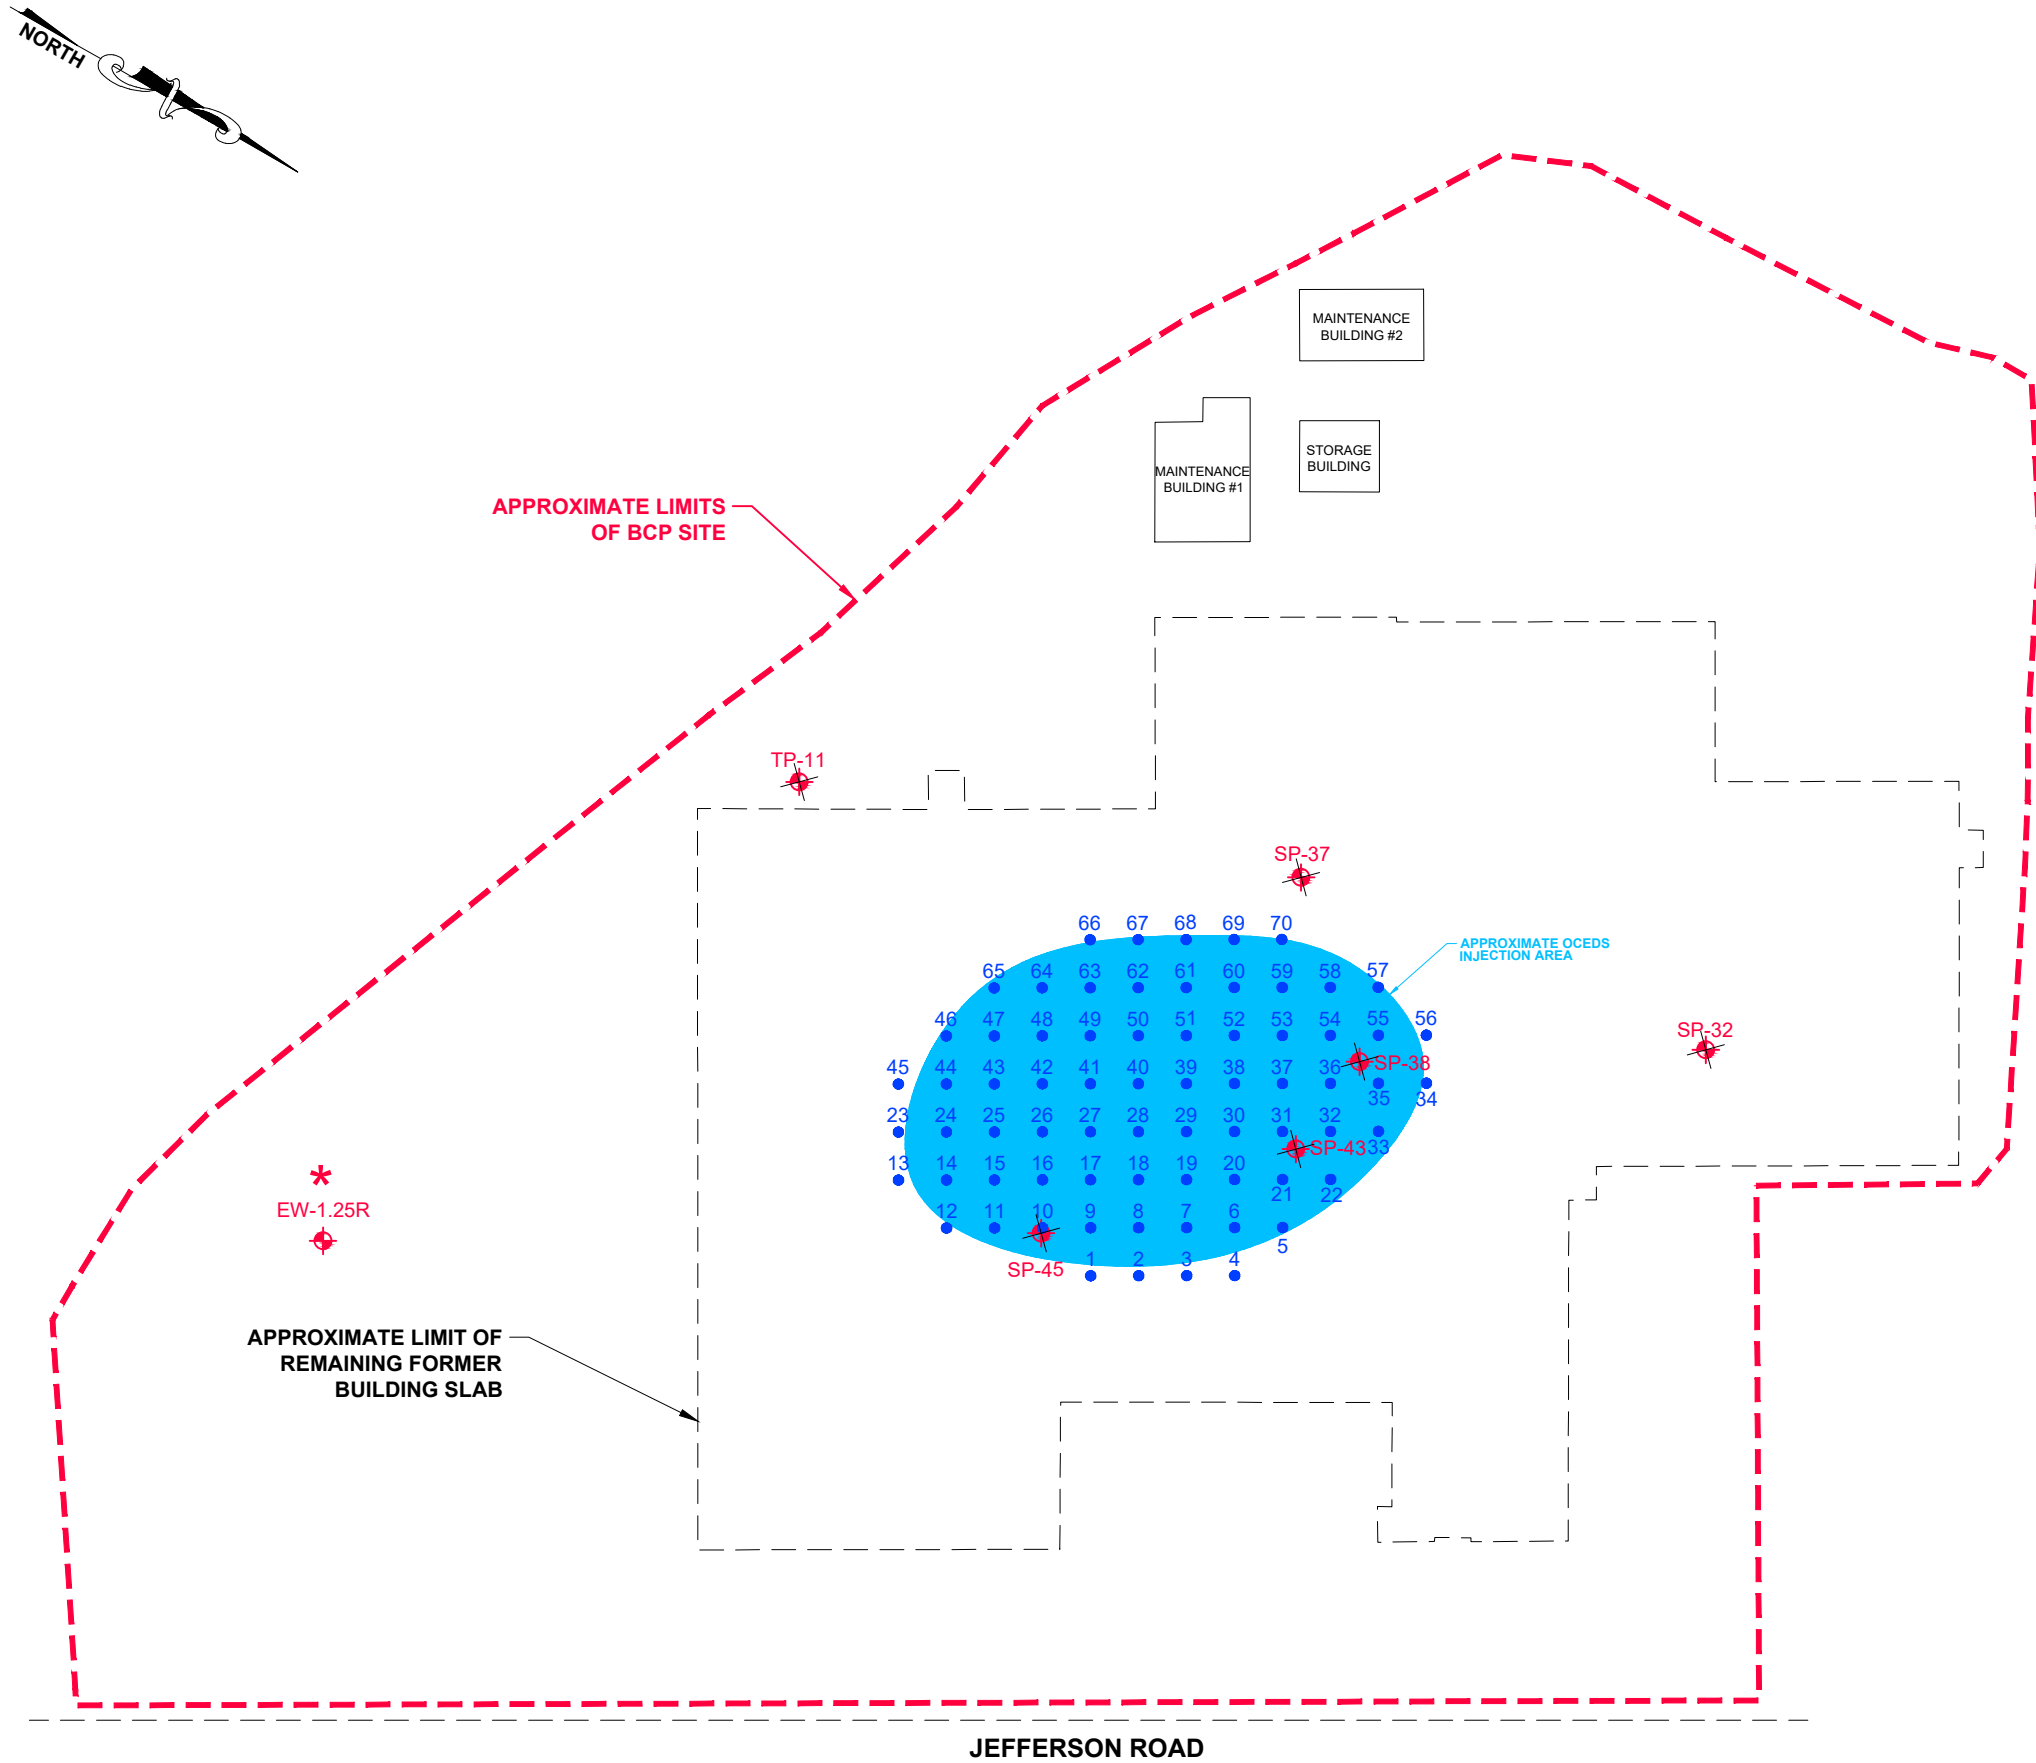 NORTH
MAINTENANCE
BUILDING #2
STORAGE
BUILDING
MAINTENANCE
BUILDING #1
APPROXIMATE LIMITS
OF BCP SITE
TP-11
SP-37
66 67 68 69 70
APPROXIMATE OCEDS
INJECTION AREA
65 64 63 62 61 60 59 58 57
46 47 48 49 50 51 52 53 54 55 56
SP-32
SP-38
45 44 43 42 41 40 39 38 37 36 35 34
23 24 25 26 27 28 29 30 31 32 33
SP-43
13 14 15 16 17 18 19 20 21 22
*
EW-1.25R
12 11 10 9 8 7 6 5
SP-45
1 2 3 4
APPROXIMATE LIMIT OF
REMAINING FORMER
BUILDING SLAB
JEFFERSON ROAD